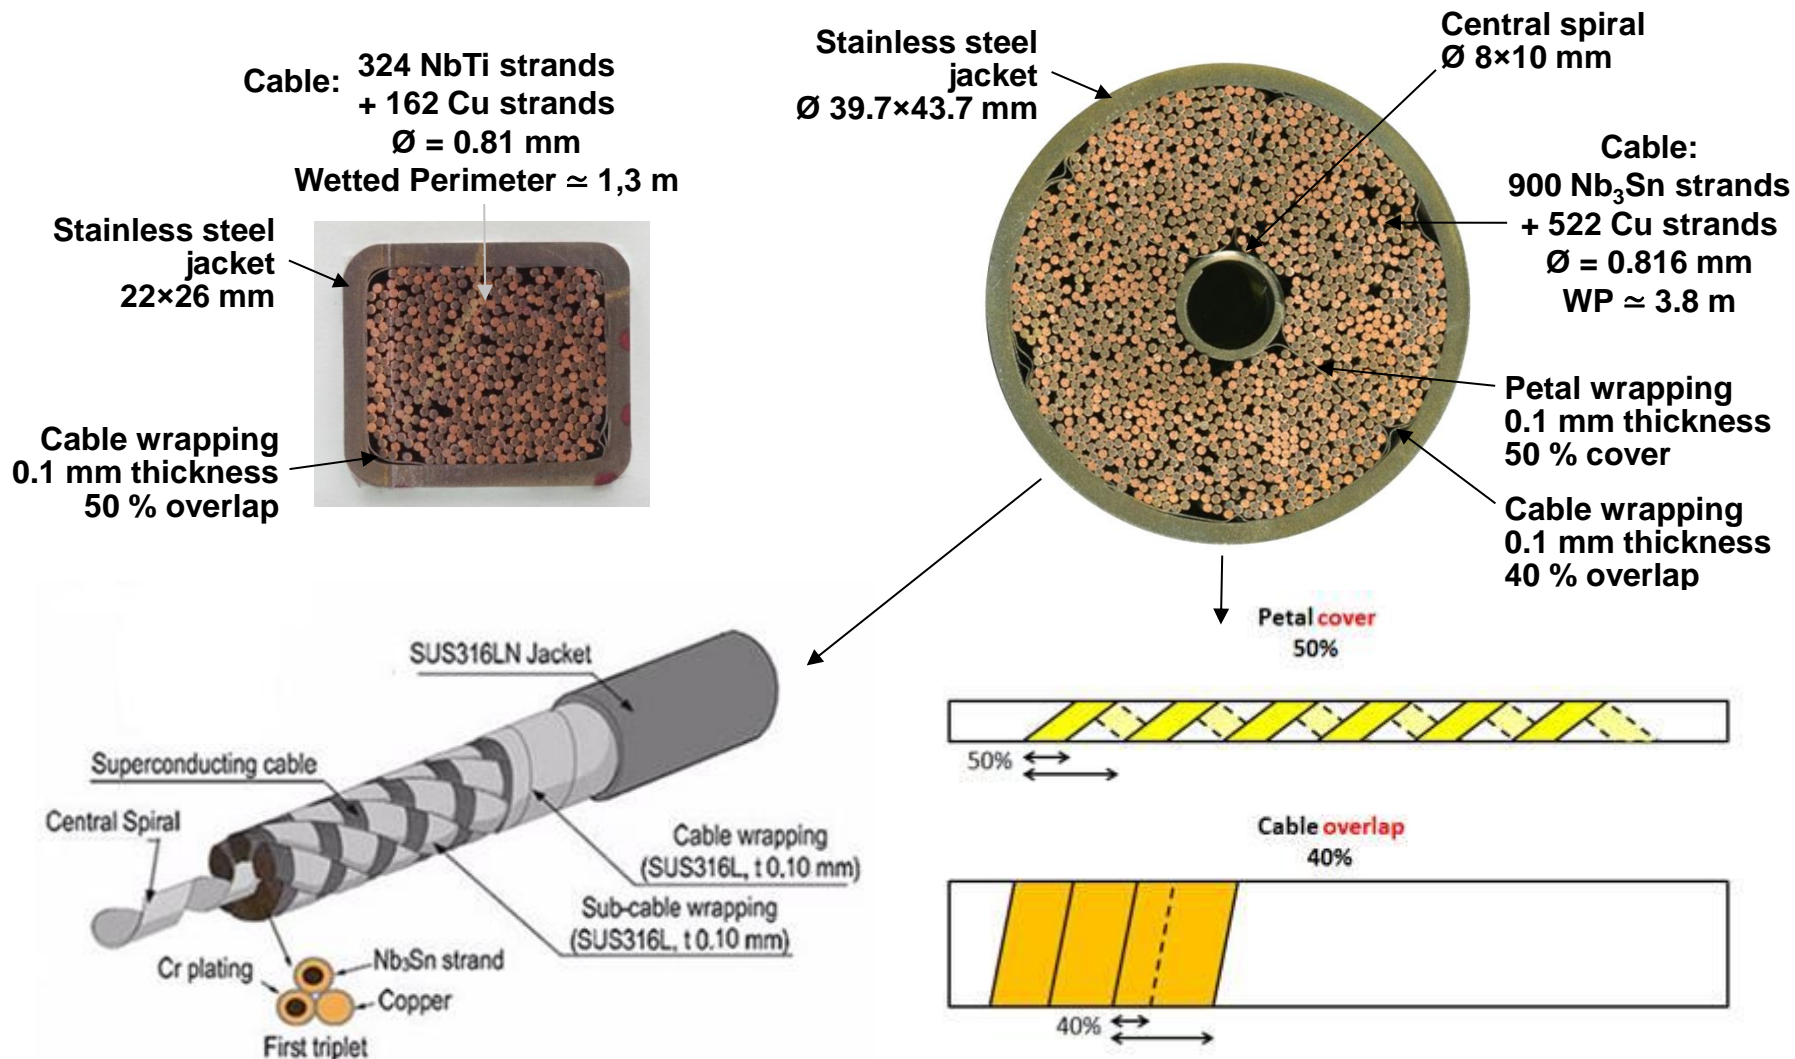 Cable:
324 NbTi strands
+ 162 Cu strands
Ø = 0.81 mm
Wetted Perimeter ≃ 1,3 m
Stainless steel
jacket
22×26 mm
Cable wrapping
0.1 mm thickness
50 % overlap
Stainless steel
jacket
Ø 39.7×43.7 mm
Central spiral
Ø 8×10 mm
Cable:
900 Nb₃Sn strands
+ 522 Cu strands
Ø = 0.816 mm
WP ≃ 3.8 m
Petal wrapping
0.1 mm thickness
50 % cover
Cable wrapping
0.1 mm thickness
40 % overlap
SUS316LN Jacket
Superconducting cable
Central Spiral
Cable wrapping
(SUS316L, t 0.10 mm)
Sub-cable wrapping
(SUS316L, t 0.10 mm)
Cr plating
Nb₃Sn strand
Copper
First triplet
Petal cover
50%
50%
Cable overlap
40%
40%